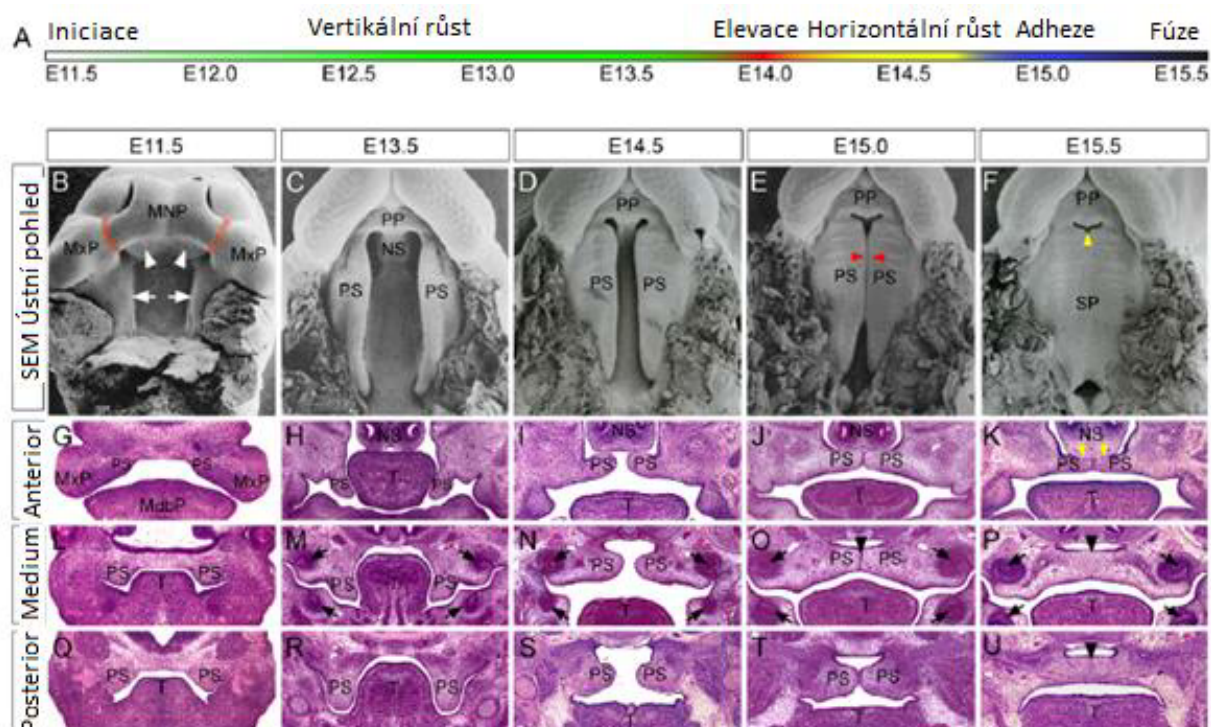 A Iniciace Vertikální růst Elevace Horizontální růst Adheze Fúze
E11.5 E12.0 E12.5 E13.0 E13.5 E14.0 E14.5 E15.0 E15.5
E11.5 E13.5 E14.5 E15.0 E15.5
SEM Ústní pohled
B MNP MxP MxP
C PP NS PS PS
D PP PS PS
E PP PS PS
F PP SP
Anterior
G PS PS MxP MxP MdbP
H NS PS T PS
I NS PS PS T
J NS PS PS T
K NS PS PS T
Medium
L PS PS T
M PS PS T
N PS PS T
O PS PS T
P T
Posterior
Q PS PS T
R PS PS T
S PS PS T
T PS PS
U